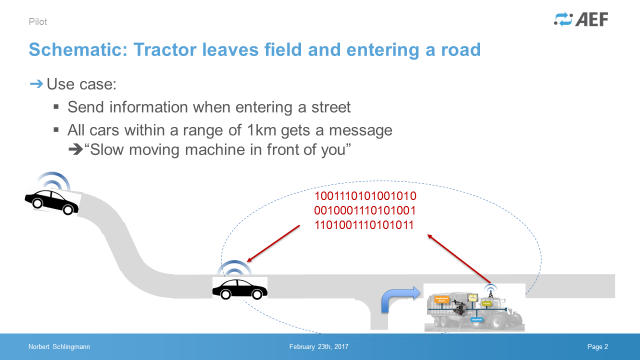 Pilot
AEF
Schematic: Tractor leaves field and entering a road
➔Use case:
▪ Send information when entering a street
▪ All cars within a range of 1km gets a message
➔“Slow moving machine in front of you”
1001110101001010
0010001110101001
1101001110101011
Norbert Schlingmann
February 23th, 2017
Page 2